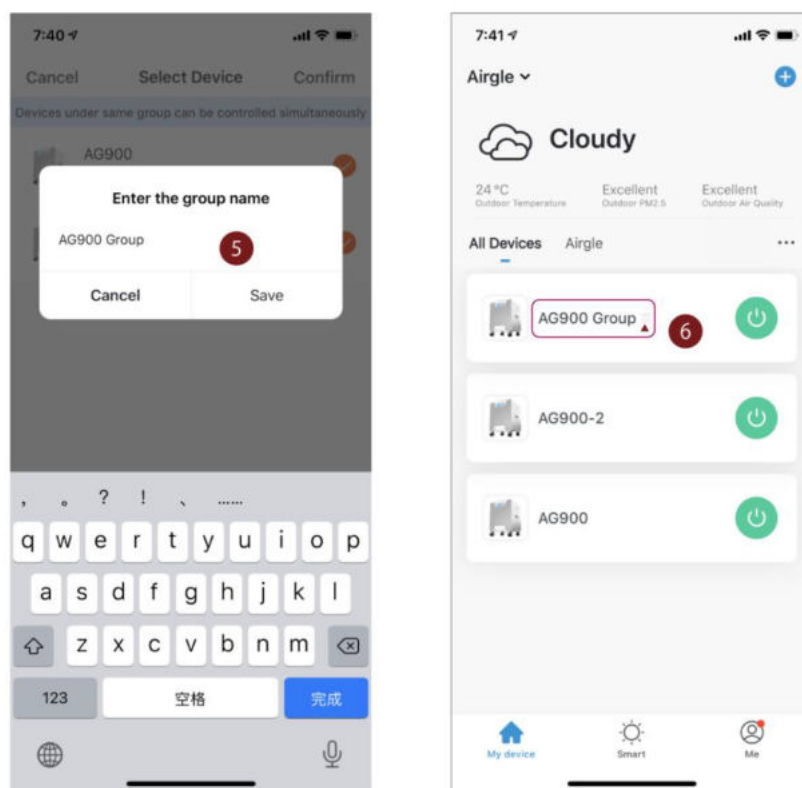 7:40
Cancel Select Device Confirm
Devices under same group can be controlled simultaneously
AG900
Enter the group name
AG900 Group
5
Cancel Save
, 。 ? ! 、 ......
q w e r t y u i o p
a s d f g h j k l
z x c v b n m
123 空格 完成
7:41
Airgle
Cloudy
24 °C Excellent Excellent
Outdoor Temperature Outdoor PM2.5 Outdoor Air Quality
All Devices Airgle ...
AG900 Group
6
AG900-2
AG900
My device Smart Me